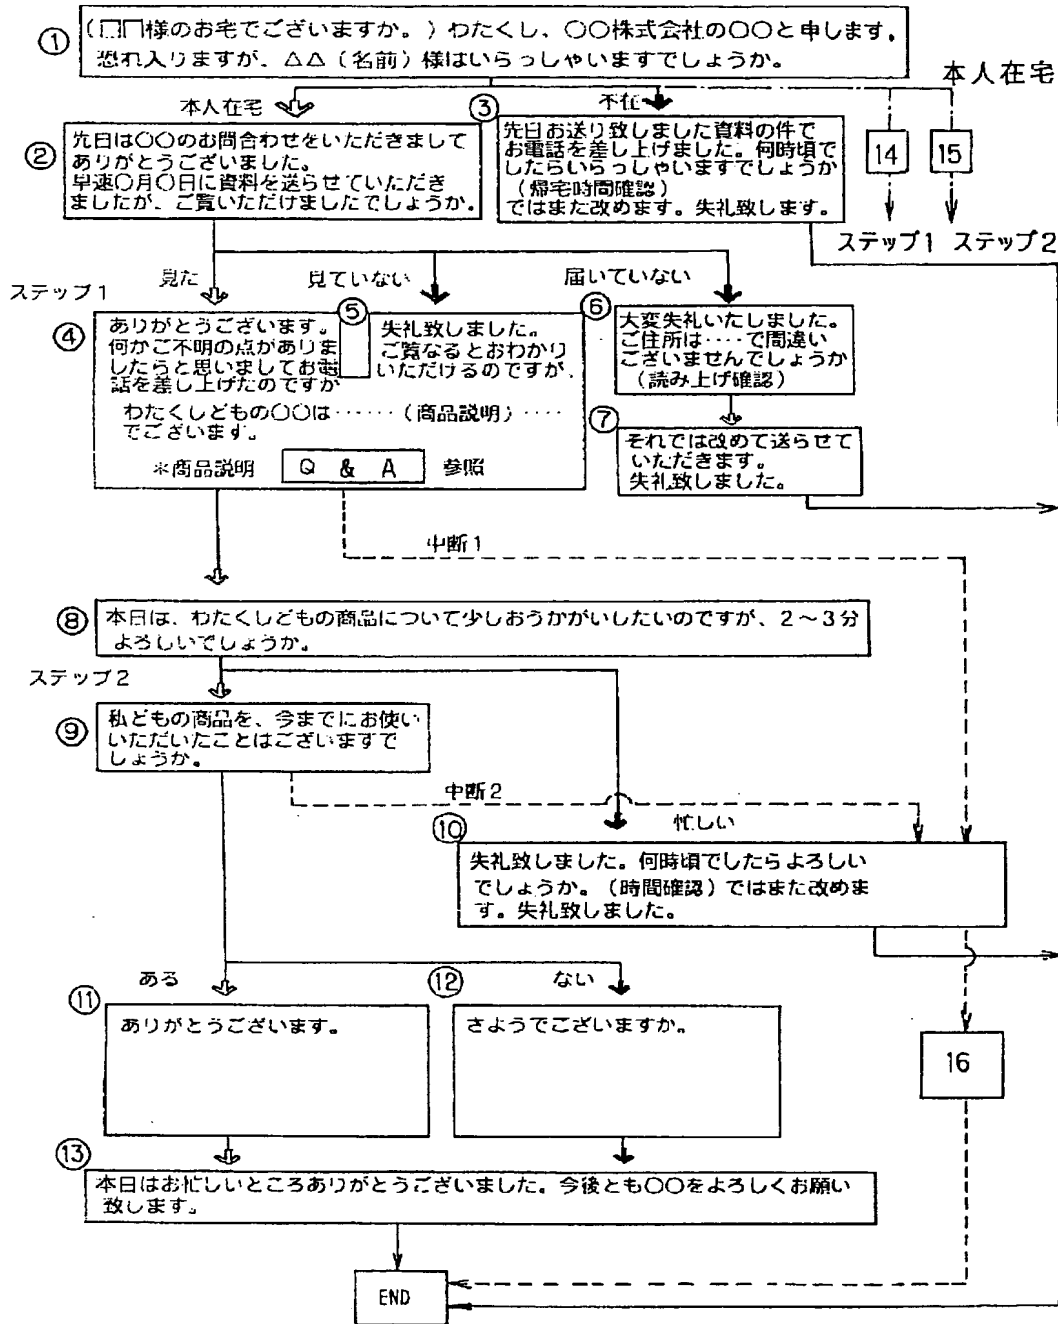 ① (□□様のお宅でございますか。) わたくし、〇〇株式会社の〇〇と申します。
恐れ入りますが、△△ (名前) 様はいらっしゃいますでしょうか。
本人在宅
本人在宅
③
不在
② 先日は〇〇のお問合わせをいただきまして
ありがとうございました。
早速〇月〇日に資料を送らせていただき
ましたが、ご覧いただけましたでしょうか。
先日お送り致しました資料の件で
お電話を差し上げました。何時頃で
したらいらっしゃいますでしょうか
(帰宅時間確認)
ではまた改めます。失礼致します。
14
15
ステップ1 ステップ2
見た
見ていない
届いていない
ステップ1
④ ありがとうございます。
何かご不明の点がありま
したらと思いましてお電
話を差し上げたのですが
⑤ 失礼致しました。
ご覧なるとおわかり
いただけるのですが、
わたくしどもの〇〇は‥‥‥ (商品説明) ‥‥
でございます。
*商品説明 Q & A 参照
⑥ 大変失礼いたしました。
ご住所は‥‥で間違い
ございませんでしょうか
(読み上げ確認)
⑦ それでは改めて送らせて
いただきます。
失礼致しました。
中断1
⑧ 本日は、わたくしどもの商品について少しおうかがいしたいのですが、2〜3分
よろしいでしょうか。
ステップ2
⑨ 私どもの商品を、今までにお使い
いただいたことはございますで
しょうか。
中断2
忙しい
⑩ 失礼致しました。何時頃でしたらよろしい
でしょうか。(時間確認) ではまた改めま
す。失礼致しました。
ある
ない
⑪ ありがとうございます。
⑫ さようでございますか。
16
⑬ 本日はお忙しいところありがとうございました。今後とも〇〇をよろしくお願い
致します。
END